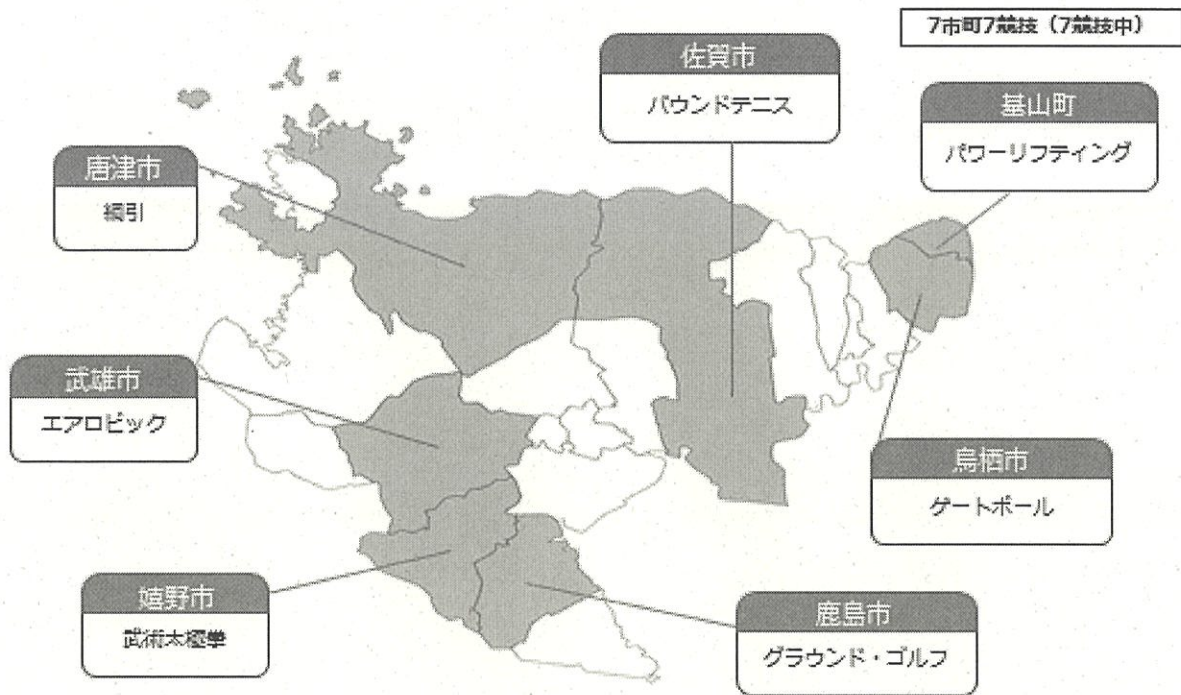 7市町7競技（7競技中）
佐賀市
バウンドテニス
基山町
パワーリフティング
唐津市
綱引
武雄市
エアロビック
鳥栖市
ゲートボール
嬉野市
武術太極拳
鹿島市
グラウンド・ゴルフ